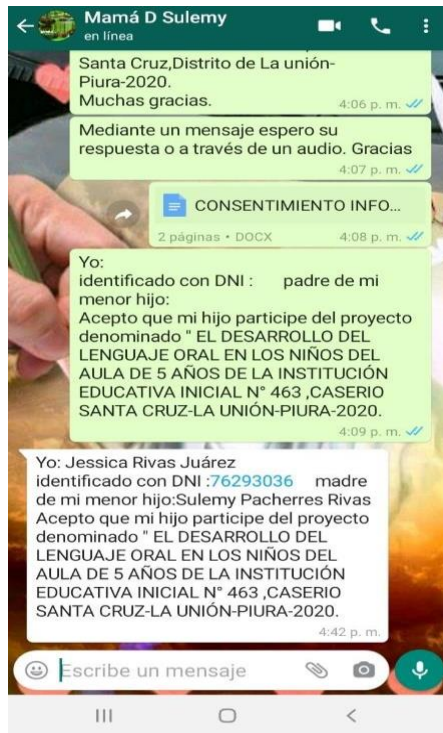 Mamá D Sulemy
en línea
Santa Cruz,Distrito de La unión-
Piura-2020.
Muchas gracias.
4:06 p. m.
Mediante un mensaje espero su
respuesta o a través de un audio. Gracias
4:07 p. m.
CONSENTIMIENTO INFO...
2 páginas • DOCX
4:08 p. m.
Yo:
identificado con DNI : padre de mi
menor hijo:
Acepto que mi hijo participe del proyecto
denominado " EL DESARROLLO DEL
LENGUAJE ORAL EN LOS NIÑOS DEL
AULA DE 5 AÑOS DE LA INSTITUCIÓN
EDUCATIVA INICIAL N° 463 ,CASERIO
SANTA CRUZ-LA UNIÓN-PIURA-2020.
4:09 p. m.
Yo: Jessica Rivas Juárez
identificado con DNI :76293036 madre
de mi menor hijo:Sulemy Pacherres Rivas
Acepto que mi hijo participe del proyecto
denominado " EL DESARROLLO DEL
LENGUAJE ORAL EN LOS NIÑOS DEL
AULA DE 5 AÑOS DE LA INSTITUCIÓN
EDUCATIVA INICIAL N° 463 ,CASERIO
SANTA CRUZ-LA UNIÓN-PIURA-2020.
4:42 p. m.
Escribe un mensaje